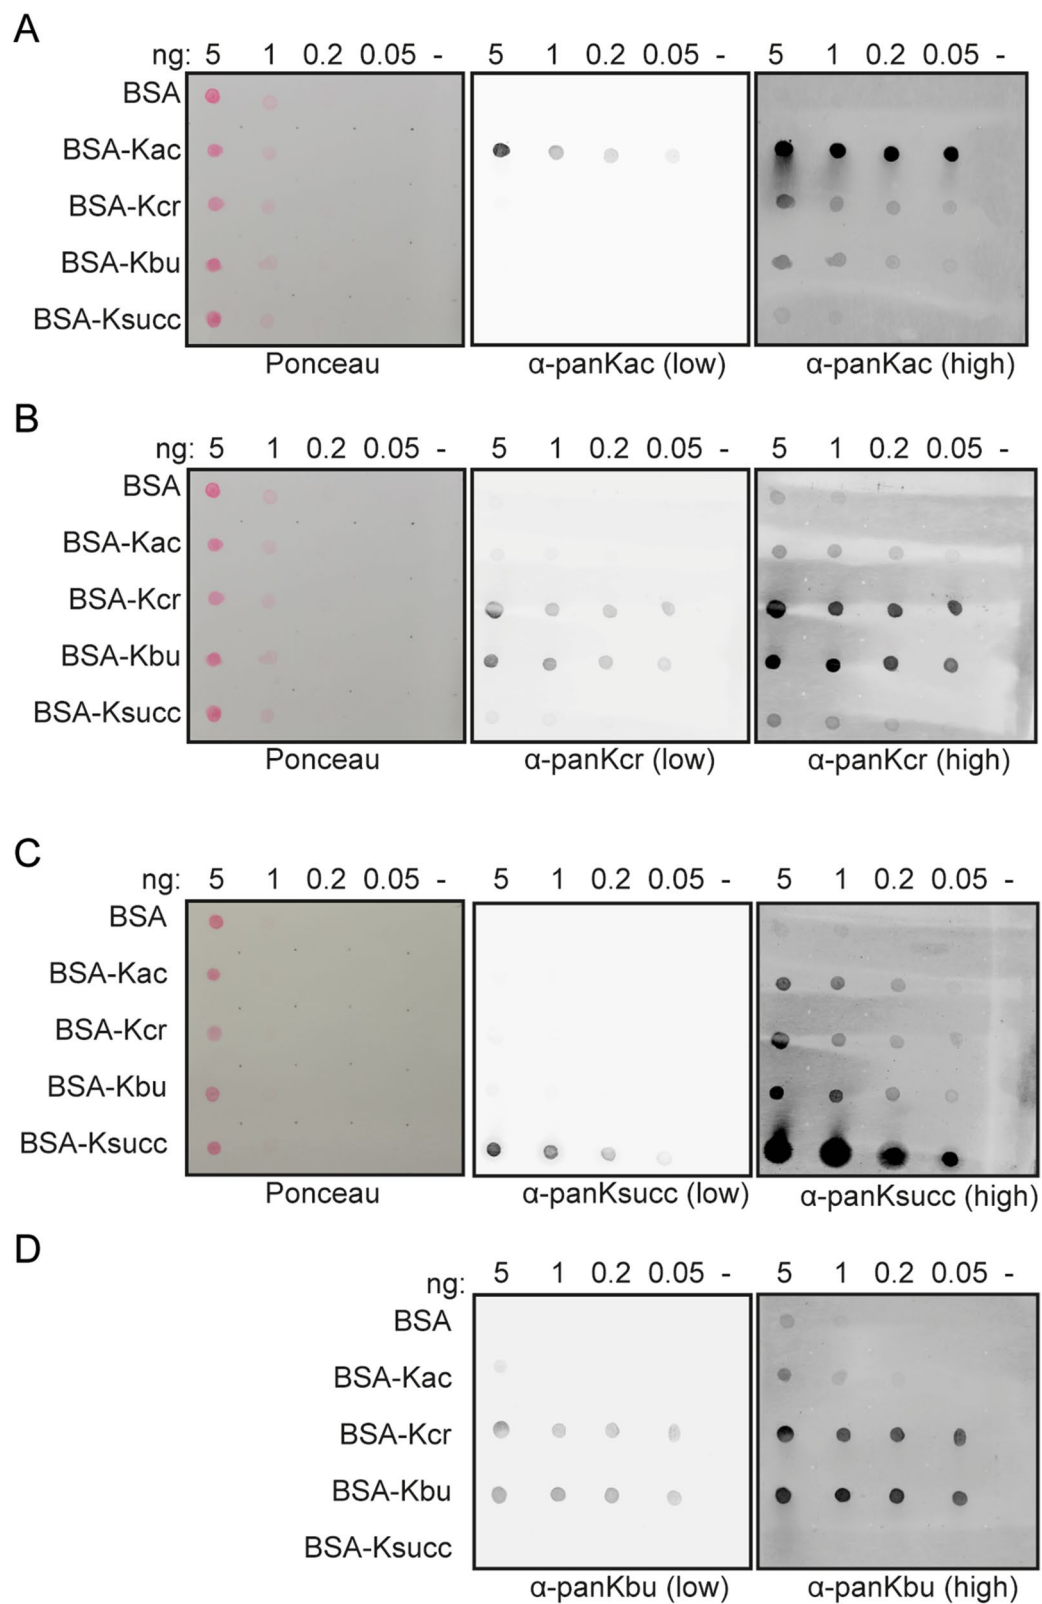 A
ng: 5 1 0.2 0.05 - 5 1 0.2 0.05 - 5 1 0.2 0.05 -
BSA
BSA-Kac
BSA-Kcr
BSA-Kbu
BSA-Ksucc
Ponceau α-panKac (low) α-panKac (high)
B
ng: 5 1 0.2 0.05 - 5 1 0.2 0.05 - 5 1 0.2 0.05 -
BSA
BSA-Kac
BSA-Kcr
BSA-Kbu
BSA-Ksucc
Ponceau α-panKcr (low) α-panKcr (high)
C
ng: 5 1 0.2 0.05 - 5 1 0.2 0.05 - 5 1 0.2 0.05 -
BSA
BSA-Kac
BSA-Kcr
BSA-Kbu
BSA-Ksucc
Ponceau α-panKsucc (low) α-panKsucc (high)
D
ng: 5 1 0.2 0.05 - 5 1 0.2 0.05 -
BSA
BSA-Kac
BSA-Kcr
BSA-Kbu
BSA-Ksucc
α-panKbu (low) α-panKbu (high)